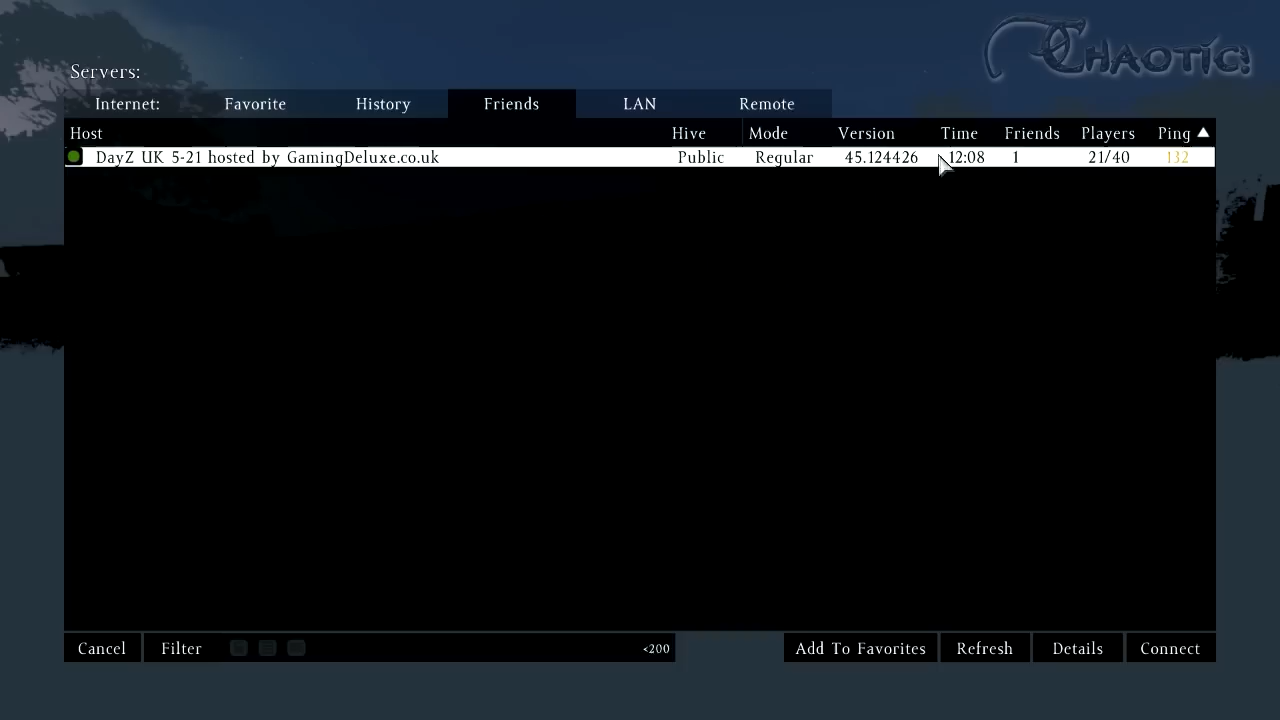 Chaotic!
Servers:
Internet: Favorite History Friends LAN Remote
Host Hive Mode Version Time Friends Players Ping
DayZ UK 5-21 hosted by GamingDeluxe.co.uk Public Regular 45.124426 12:08 1 21/40 132
Cancel Filter <200 Add To Favorites Refresh Details Connect